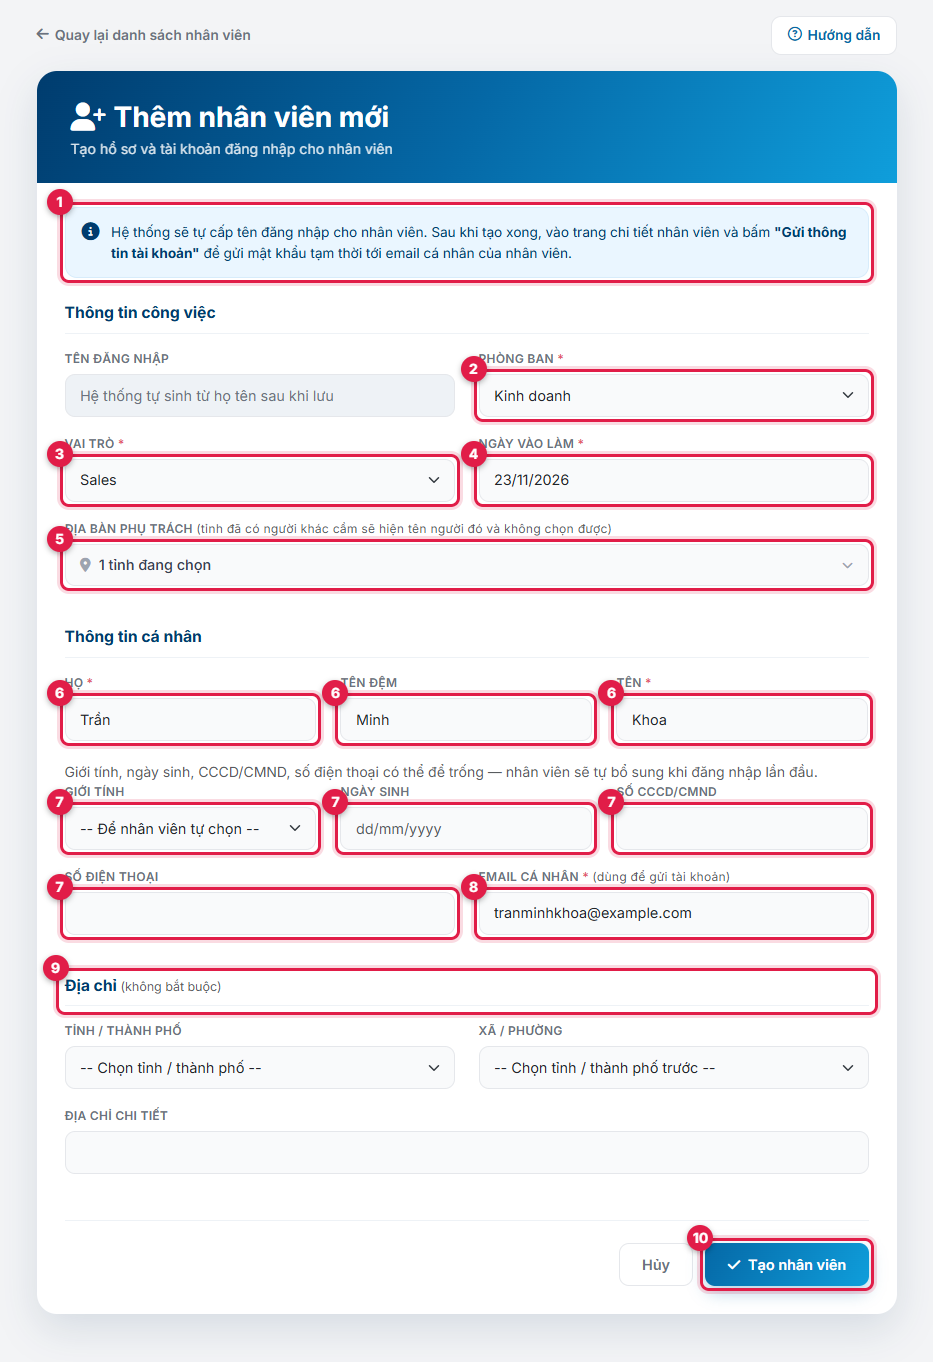 ← Quay lại danh sách nhân viên
Hướng dẫn
Thêm nhân viên mới
Tạo hồ sơ và tài khoản đăng nhập cho nhân viên
1
Hệ thống sẽ tự cấp tên đăng nhập cho nhân viên. Sau khi tạo xong, vào trang chi tiết nhân viên và bấm "Gửi thông
tin tài khoản" để gửi mật khẩu tạm thời tới email cá nhân của nhân viên.
Thông tin công việc
TÊN ĐĂNG NHẬP
Hệ thống tự sinh từ họ tên sau khi lưu
2
PHÒNG BAN *
Kinh doanh
3
VAI TRÒ *
Sales
4
NGÀY VÀO LÀM *
23/11/2026
5
ĐỊA BÀN PHỤ TRÁCH (tỉnh đã có người khác cầm sẽ hiện tên người đó và không chọn được)
1 tỉnh đang chọn
Thông tin cá nhân
6
HỌ *
Trần
6
TÊN ĐỆM
Minh
6
TÊN *
Khoa
Giới tính, ngày sinh, CCCD/CMND, số điện thoại có thể để trống — nhân viên sẽ tự bổ sung khi đăng nhập lần đầu.
7
GIỚI TÍNH
-- Để nhân viên tự chọn --
7
NGÀY SINH
dd/mm/yyyy
7
SỐ CCCD/CMND
7
SỐ ĐIỆN THOẠI
8
EMAIL CÁ NHÂN * (dùng để gửi tài khoản)
tranminhkhoa@example.com
9
Địa chỉ (không bắt buộc)
TỈNH / THÀNH PHỐ
-- Chọn tỉnh / thành phố --
XÃ / PHƯỜNG
-- Chọn tỉnh / thành phố trước --
ĐỊA CHỈ CHI TIẾT
Hủy
10
Tạo nhân viên